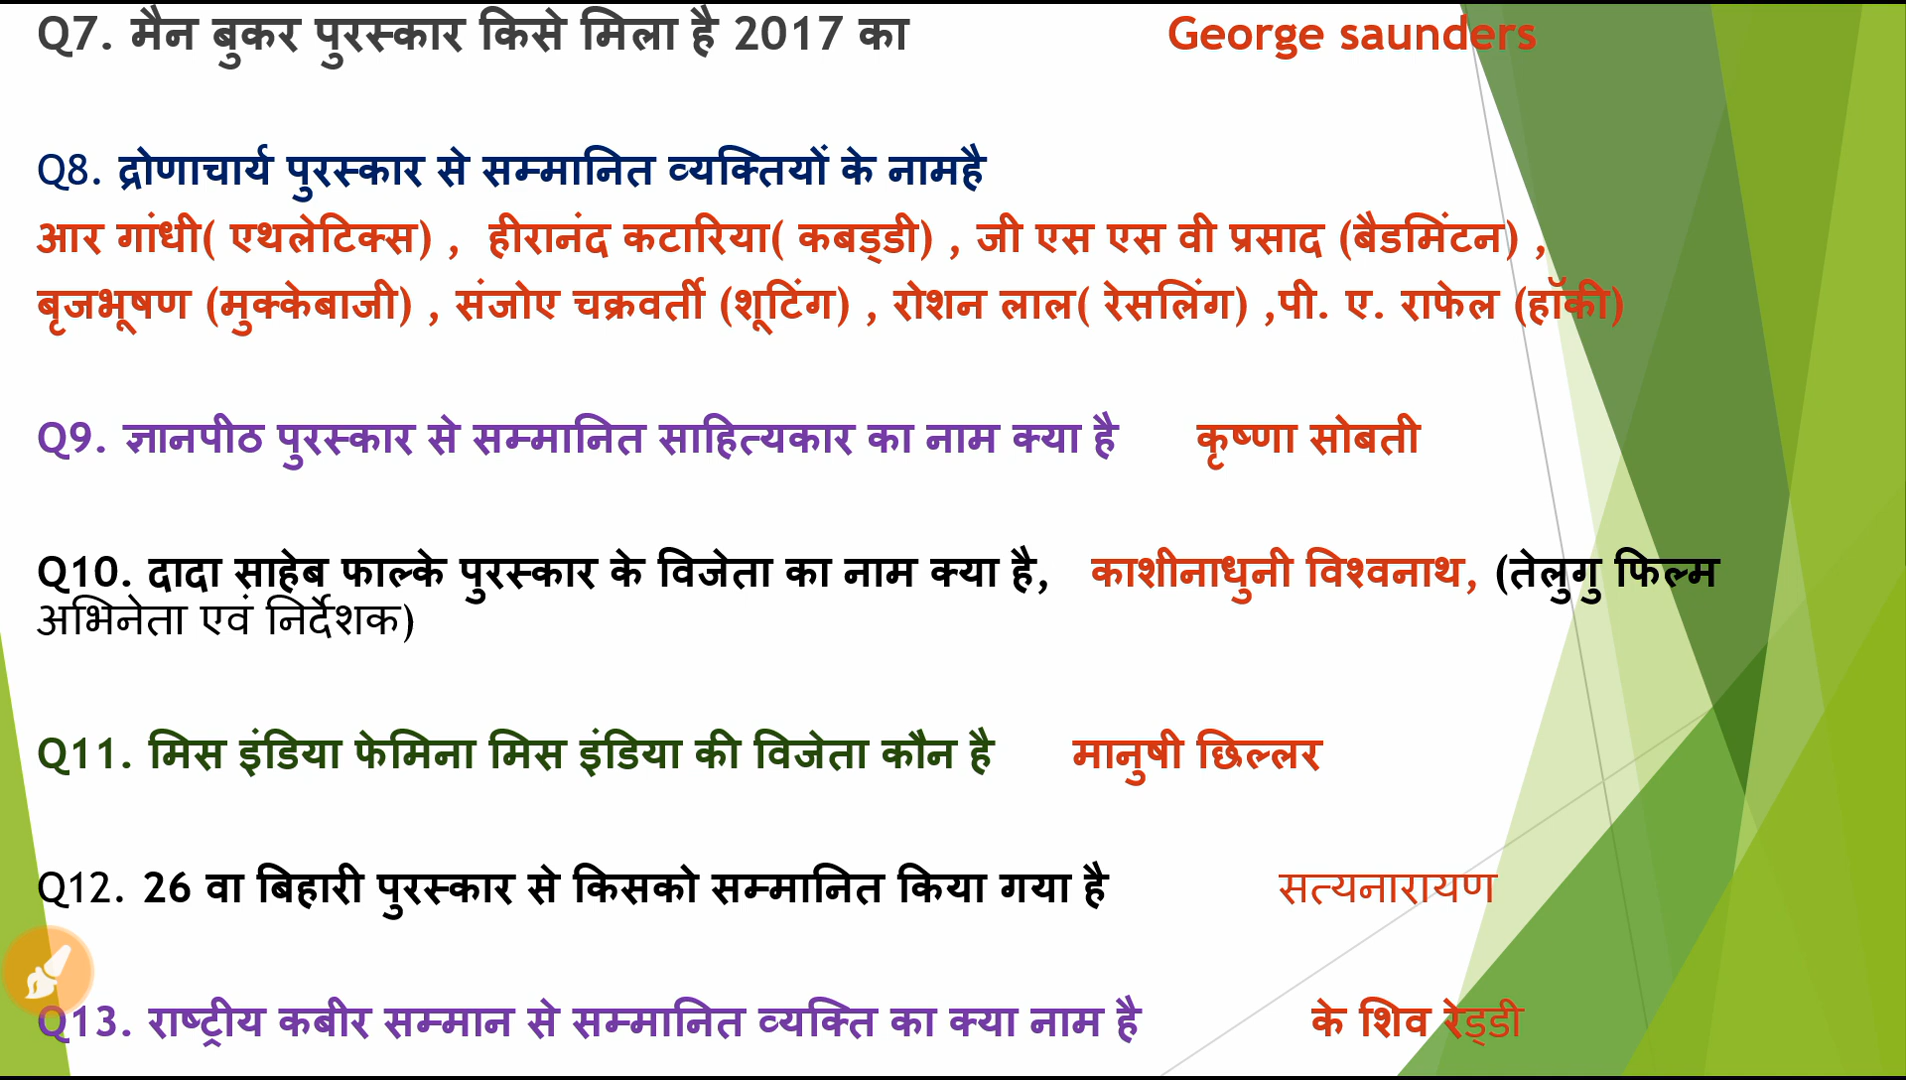 Q7. मैन बुकर पुरस्कार किसे मिला है 2017 का George saunders
Q8. द्रोणाचार्य पुरस्कार से सम्मानित व्यक्तियों के नामहै
आर गांधी( एथलेटिक्स) , हीरानंद कटारिया( कबड्डी) , जी एस एस वी प्रसाद (बैडमिंटन) ,
बृजभूषण (मुक्केबाजी) , संजोए चक्रवर्ती (शूटिंग) , रोशन लाल( रेसलिंग) ,पी. ए. राफेल (हॉकी)
Q9. ज्ञानपीठ पुरस्कार से सम्मानित साहित्यकार का नाम क्या है कृष्णा सोबती
Q10. दादा साहेब फाल्के पुरस्कार के विजेता का नाम क्या है, काशीनाधुनी विश्वनाथ, (तेलुगु फिल्म
अभिनेता एवं निर्देशक)
Q11. मिस इंडिया फेमिना मिस इंडिया की विजेता कौन है मानुषी छिल्लर
Q12. 26 वा बिहारी पुरस्कार से किसको सम्मानित किया गया है सत्यनारायण
Q13. राष्ट्रीय कबीर सम्मान से सम्मानित व्यक्ति का क्या नाम है के शिव रेड्डी